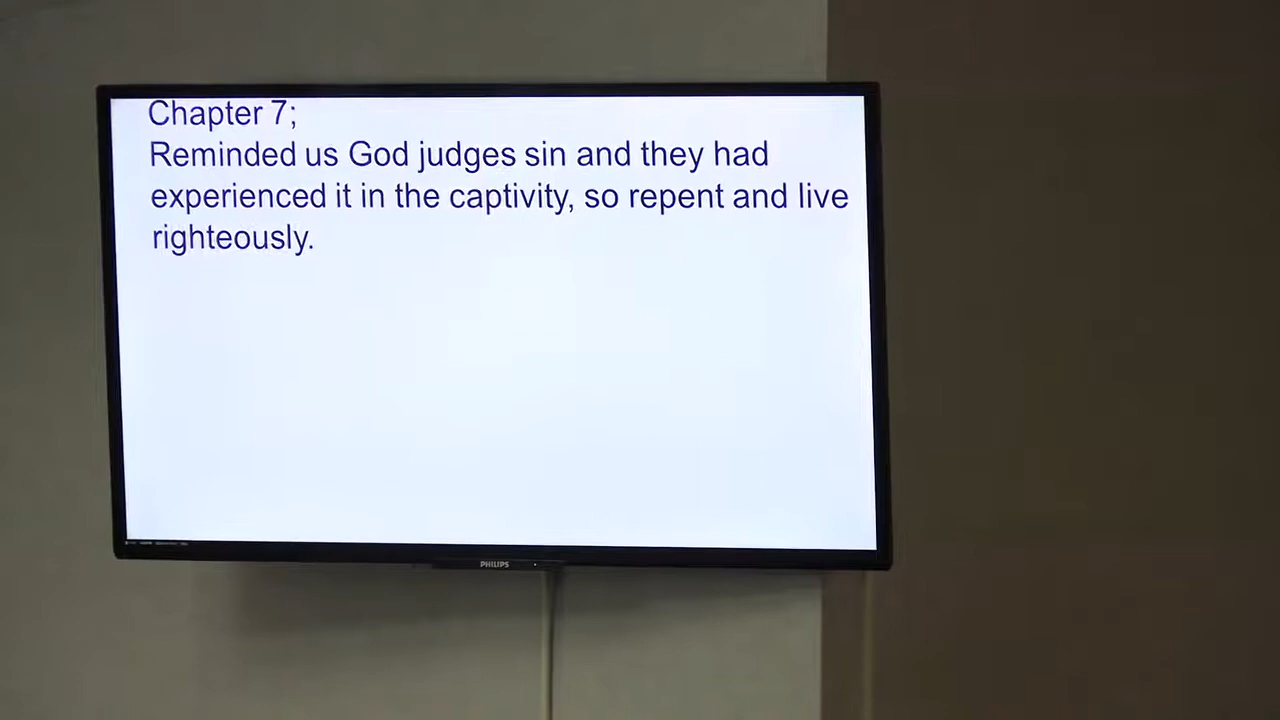 Chapter 7;
Reminded us God judges sin and they had
experienced it in the captivity, so repent and live
righteously.
PHILIPS